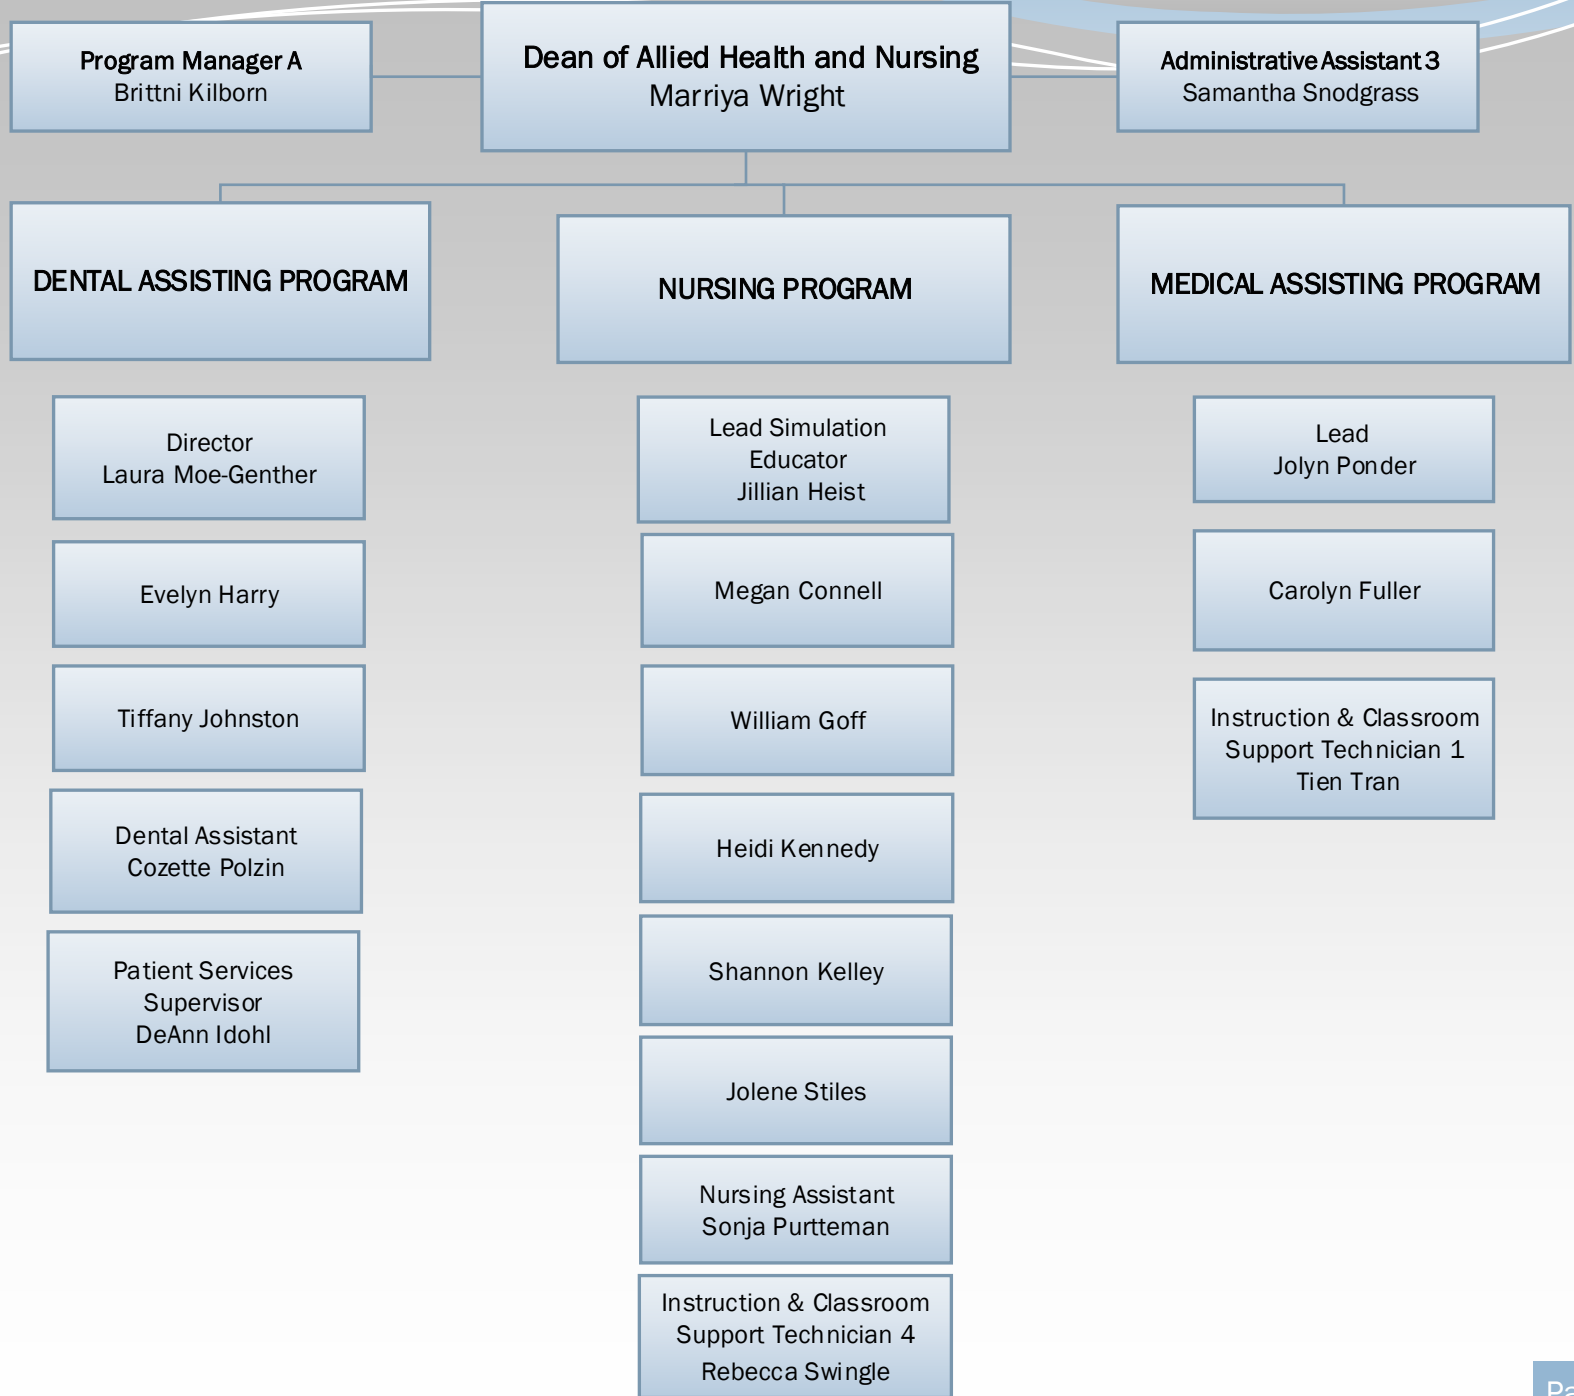 Program Manager A
Brittni Kilborn
Dean of Allied Health and Nursing
Marriya Wright
Administrative Assistant 3
Samantha Snodgrass
DENTAL ASSISTING PROGRAM
NURSING PROGRAM
MEDICAL ASSISTING PROGRAM
Director
Laura Moe-Genther
Evelyn Harry
Tiffany Johnston
Dental Assistant
Cozette Polzin
Patient Services
Supervisor
DeAnn Idohl
Lead Simulation
Educator
Jillian Heist
Megan Connell
William Goff
Heidi Kennedy
Shannon Kelley
Jolene Stiles
Nursing Assistant
Sonja Purtteman
Instruction & Classroom
Support Technician 4
Rebecca Swingle
Lead
Jolyn Ponder
Carolyn Fuller
Instruction & Classroom
Support Technician 1
Tien Tran